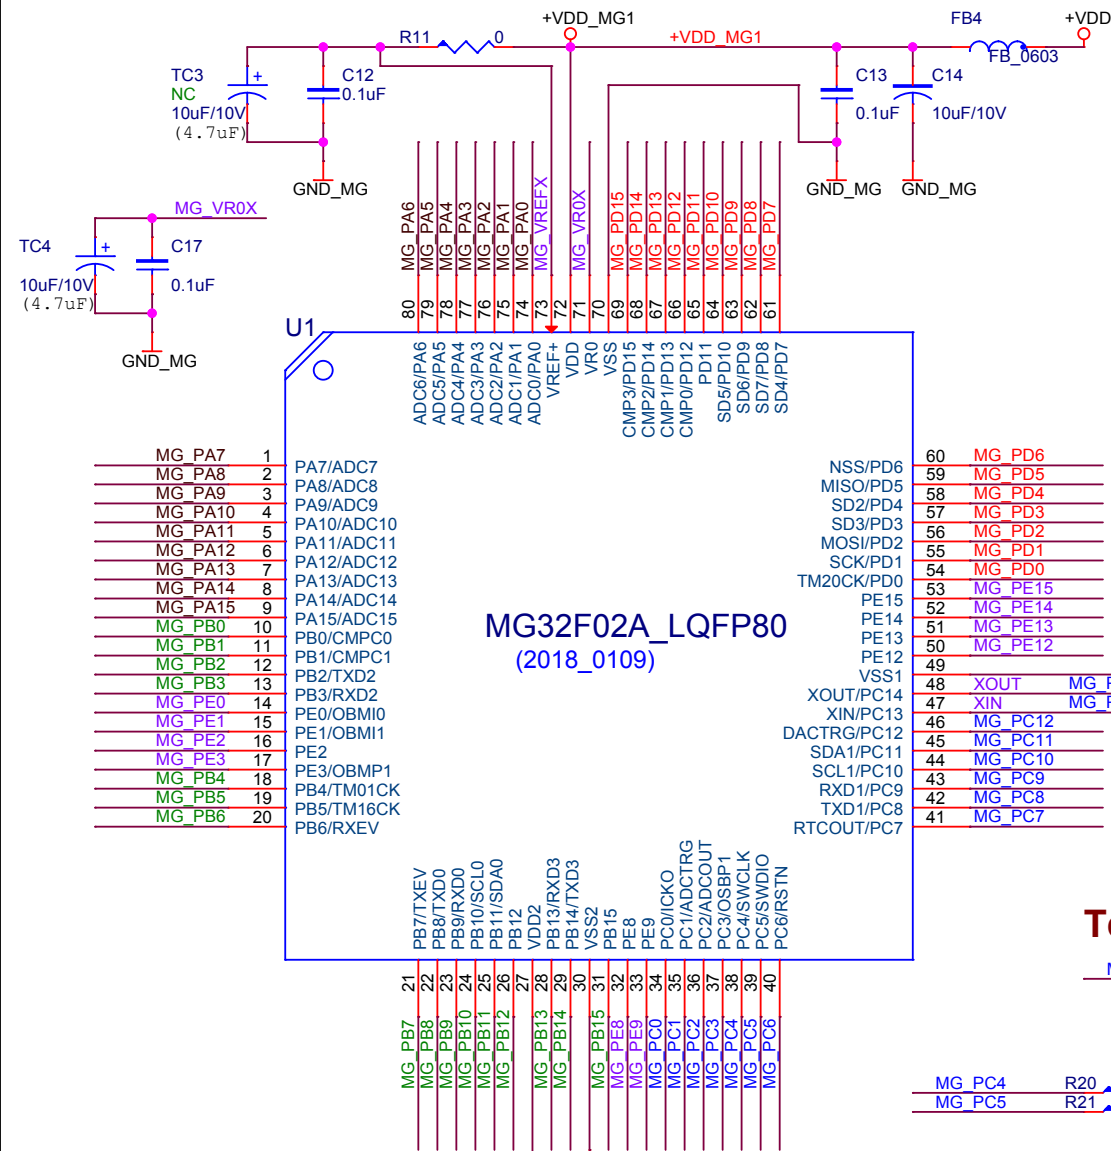 +VDD_MG1
FB4
+VDD
R11
0
+VDD_MG1
FB_0603
TC3
NC
10uF/10V
(4.7uF)
+
C12
0.1uF
C13
0.1uF
C14
10uF/10V
GND_MG
GND_MG
GND_MG
MG_VR0X
TC4
+
10uF/10V
(4.7uF)
C17
0.1uF
GND_MG
MG_PA6
MG_PA5
MG_PA4
MG_PA3
MG_PA2
MG_PA1
MG_PA0
MG_VREFX
MG_VR0X
MG_PD15
MG_PD14
MG_PD13
MG_PD12
MG_PD11
MG_PD10
MG_PD9
MG_PD8
MG_PD7
80
79
78
77
76
75
74
73
72
71
70
69
68
67
66
65
64
63
62
61
U1
ADC6/PA6
ADC5/PA5
ADC4/PA4
ADC3/PA3
ADC2/PA2
ADC1/PA1
ADC0/PA0
VREF+
VDD
VR0
VSS
CMP3/PD15
CMP2/PD14
CMP1/PD13
CMP0/PD12
PD11
SD5/PD10
SD6/PD9
SD7/PD8
SD4/PD7
MG_PA7 1 PA7/ADC7
MG_PA8 2 PA8/ADC8
MG_PA9 3 PA9/ADC9
MG_PA10 4 PA10/ADC10
MG_PA11 5 PA11/ADC11
MG_PA12 6 PA12/ADC12
MG_PA13 7 PA13/ADC13
MG_PA14 8 PA14/ADC14
MG_PA15 9 PA15/ADC15
MG_PB0 10 PB0/CMPC0
MG_PB1 11 PB1/CMPC1
MG_PB2 12 PB2/TXD2
MG_PB3 13 PB3/RXD2
MG_PE0 14 PE0/OBMI0
MG_PE1 15 PE1/OBMI1
MG_PE2 16 PE2
MG_PE3 17 PE3/OBMP1
MG_PB4 18 PB4/TM01CK
MG_PB5 19 PB5/TM16CK
MG_PB6 20 PB6/RXEV
MG32F02A_LQFP80
(2018_0109)
NSS/PD6 60 MG_PD6
MISO/PD5 59 MG_PD5
SD2/PD4 58 MG_PD4
SD3/PD3 57 MG_PD3
MOSI/PD2 56 MG_PD2
SCK/PD1 55 MG_PD1
TM20CK/PD0 54 MG_PD0
PE15 53 MG_PE15
PE14 52 MG_PE14
PE13 51 MG_PE13
PE12 50 MG_PE12
VSS1 49
XOUT/PC14 48 XOUT
XIN/PC13 47 XIN
DACTRG/PC12 46 MG_PC12
SDA1/PC11 45 MG_PC11
SCL1/PC10 44 MG_PC10
RXD1/PC9 43 MG_PC9
TXD1/PC8 42 MG_PC8
RTCOUT/PC7 41 MG_PC7
PB7/TXEV
PB8/TXD0
PB9/RXD0
PB10/SCL0
PB11/SDA0
PB12
VDD2
PB13/RXD3
PB14/TXD3
VSS2
PB15
PE8
PE9
PC0/ICKO
PC1/ADCTRG
PC2/ADCOUT
PC3/OSBP1
PC4/SWCLK
PC5/SWDIO
PC6/RSTN
21
22
23
24
25
26
27
28
29
30
31
32
33
34
35
36
37
38
39
40
MG_PB7
MG_PB8
MG_PB9
MG_PB10
MG_PB11
MG_PB12
MG_PB13
MG_PB14
MG_PB15
MG_PE8
MG_PE9
MG_PC0
MG_PC1
MG_PC2
MG_PC3
MG_PC4
MG_PC5
MG_PC6
MG_PC4 R20
MG_PC5 R21